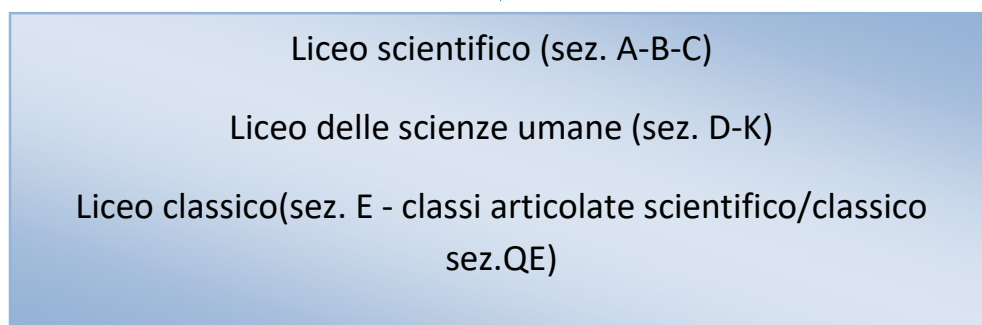 Liceo scientifico (sez. A-B-C)
Liceo delle scienze umane (sez. D-K)
Liceo classico(sez. E - classi articolate scientifico/classico
sez.QE)